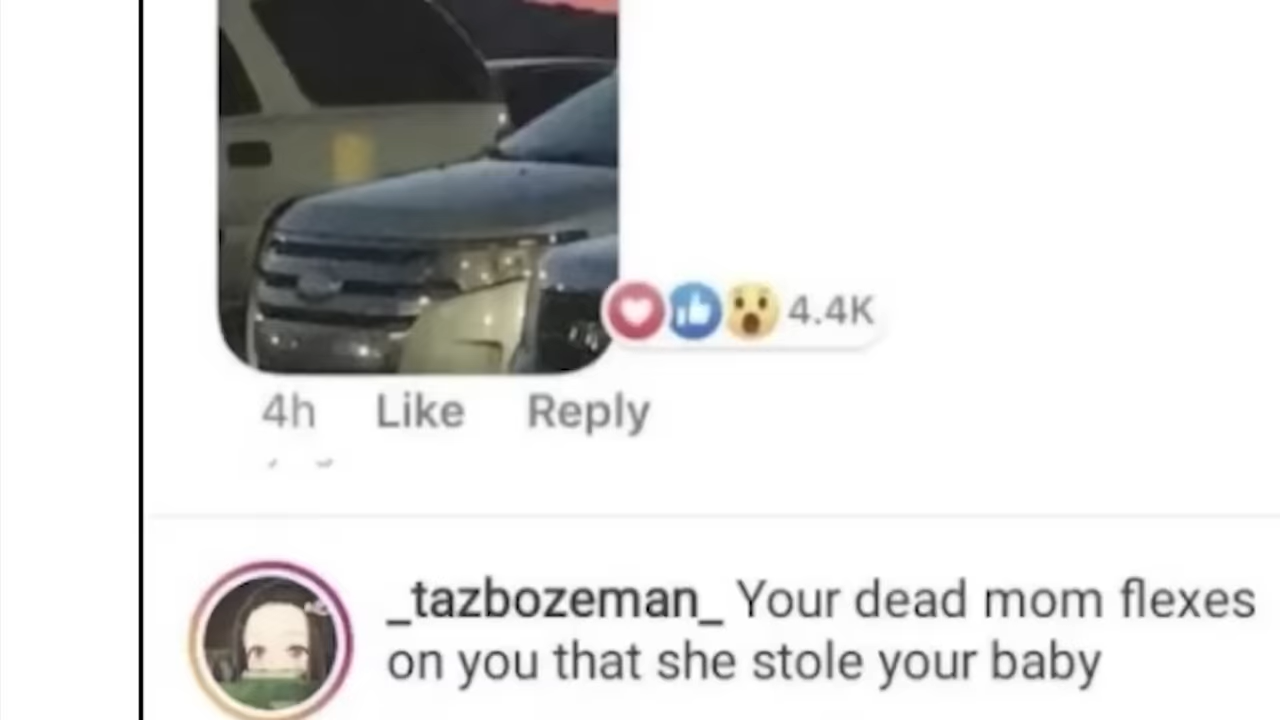 4.4K
4h Like Reply
_tazbozeman_ Your dead mom flexes
on you that she stole your baby